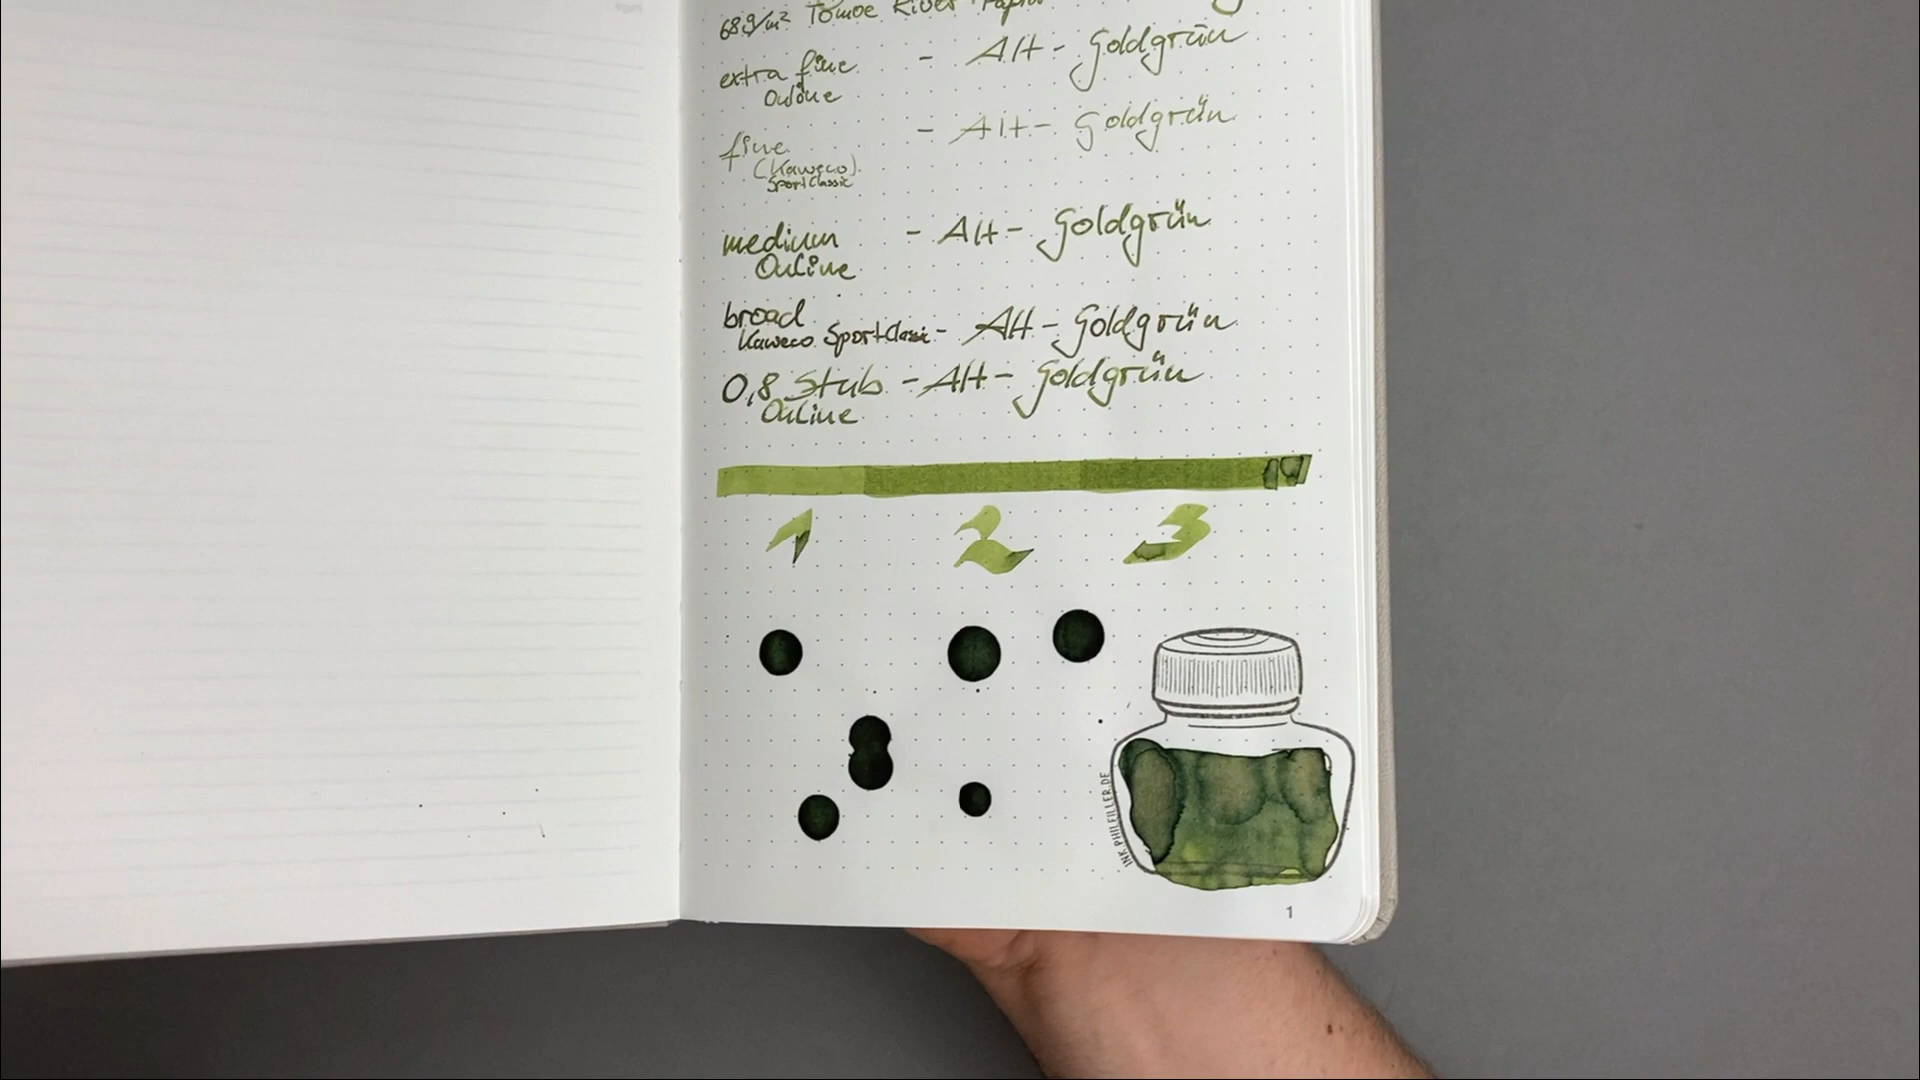 68g/m² Tomoe River Papier
extra fine - Alt - Goldgrün
Online
fine - Alt - Goldgrün
(Kaweco)
Sport Classic
medium - Alt - Goldgrün
Online
broad
Kaweco Sport Classic - Alt - Goldgrün
0,8 Stub - Alt - Goldgrün
Online
1 2 3
INK.PHILFILLER.DE
1